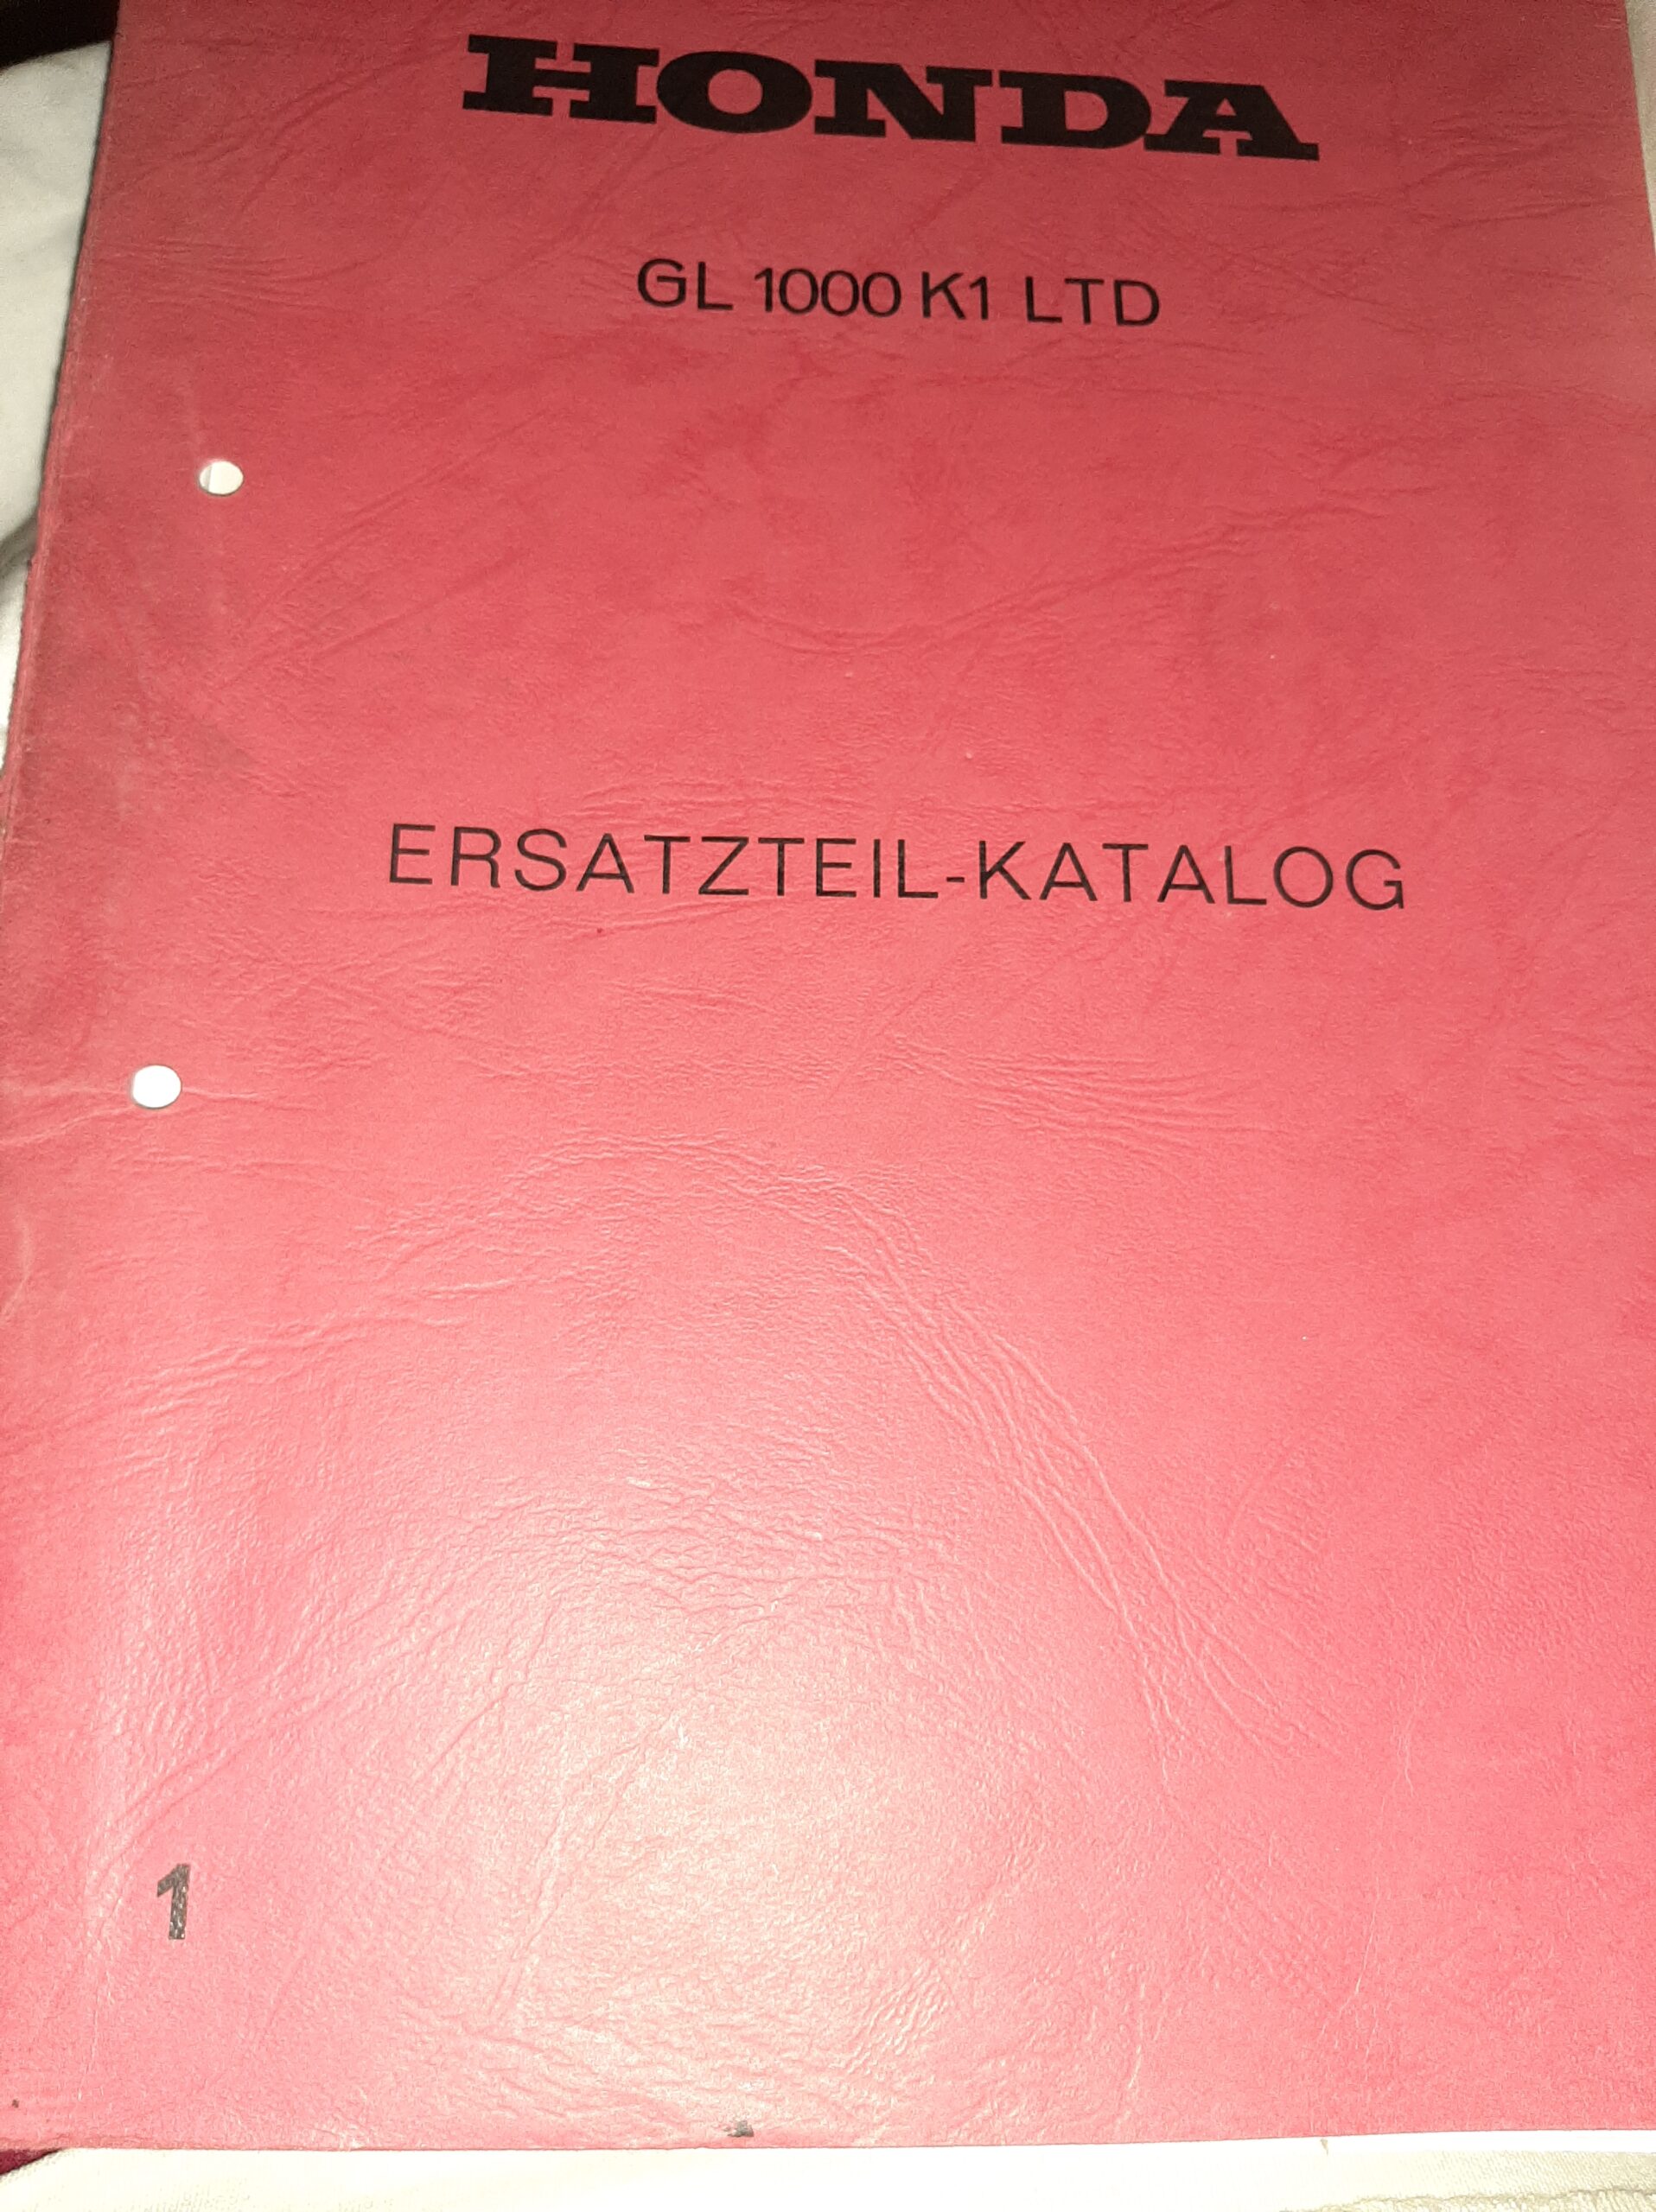 HONDA
GL 1000 K1 LTD
ERSATZTEIL-KATALOG
1